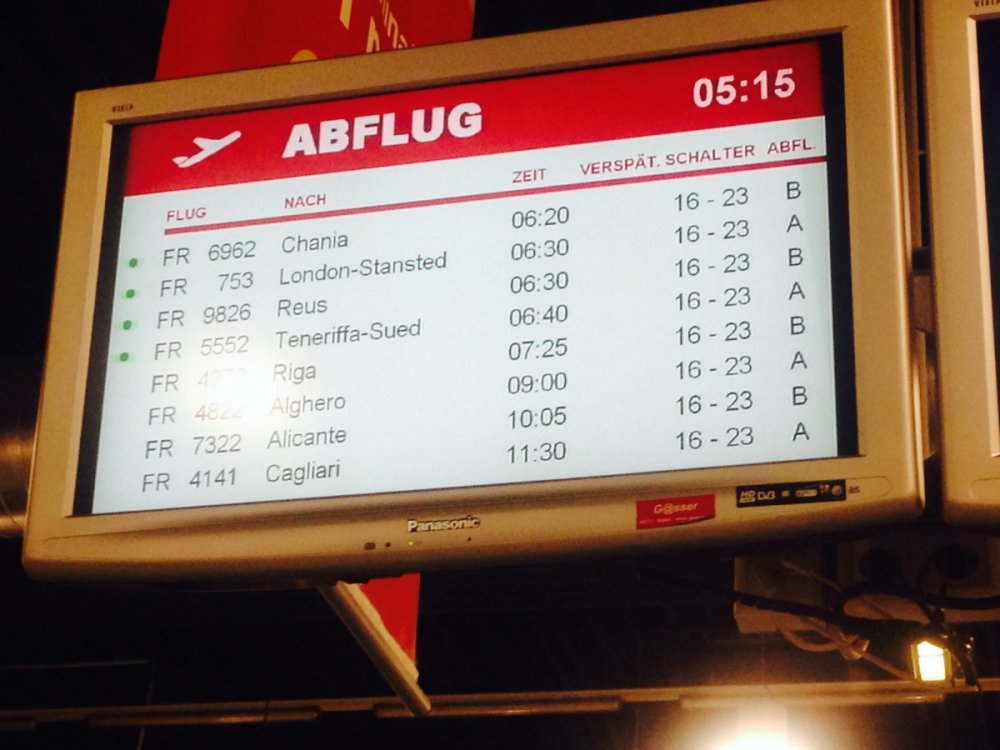 ABFLUG 05:15
FLUG NACH ZEIT VERSPÄT. SCHALTER ABFL.
FR 6962 Chania 06:20 16 - 23 B
FR 753 London-Stansted 06:30 16 - 23 A
FR 9826 Reus 06:30 16 - 23 B
FR 5552 Teneriffa-Sued 06:40 16 - 23 A
FR Riga 07:25 16 - 23 B
FR 4822 Alghero 09:00 16 - 23 A
FR 7322 Alicante 10:05 16 - 23 B
FR 4141 Cagliari 11:30 16 - 23 A
Panasonic
G@sser
HD DVB